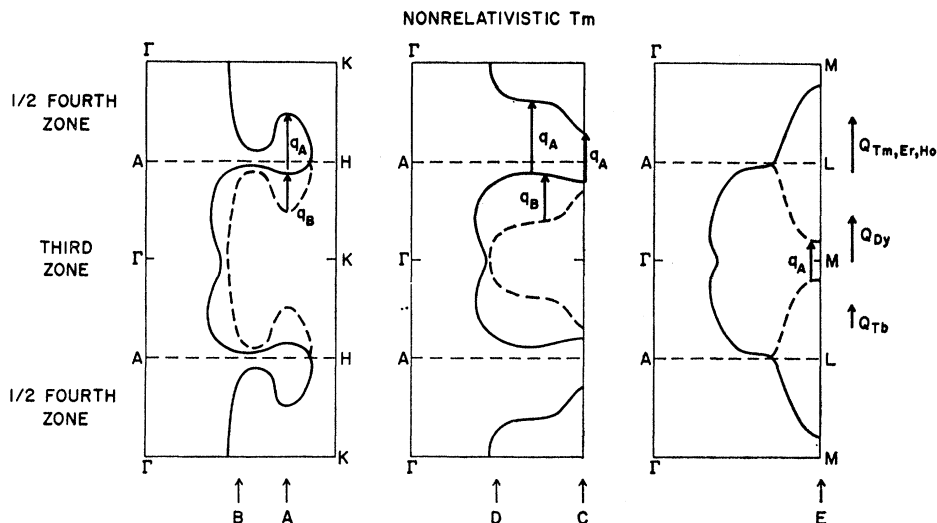 NONRELATIVISTIC Tm
Γ
K
Γ
Γ
M
1/2 FOURTH
ZONE
q_A
q_A
q_A
Q_Tm,Er,Ho
A
H
A
A
L
q_B
q_B
THIRD
ZONE
Γ
K
Γ
Γ
q_A
M
Q_Dy
Q_Tb
A
H
A
A
L
1/2 FOURTH
ZONE
Γ
K
Γ
Γ
M
B
A
D
C
E